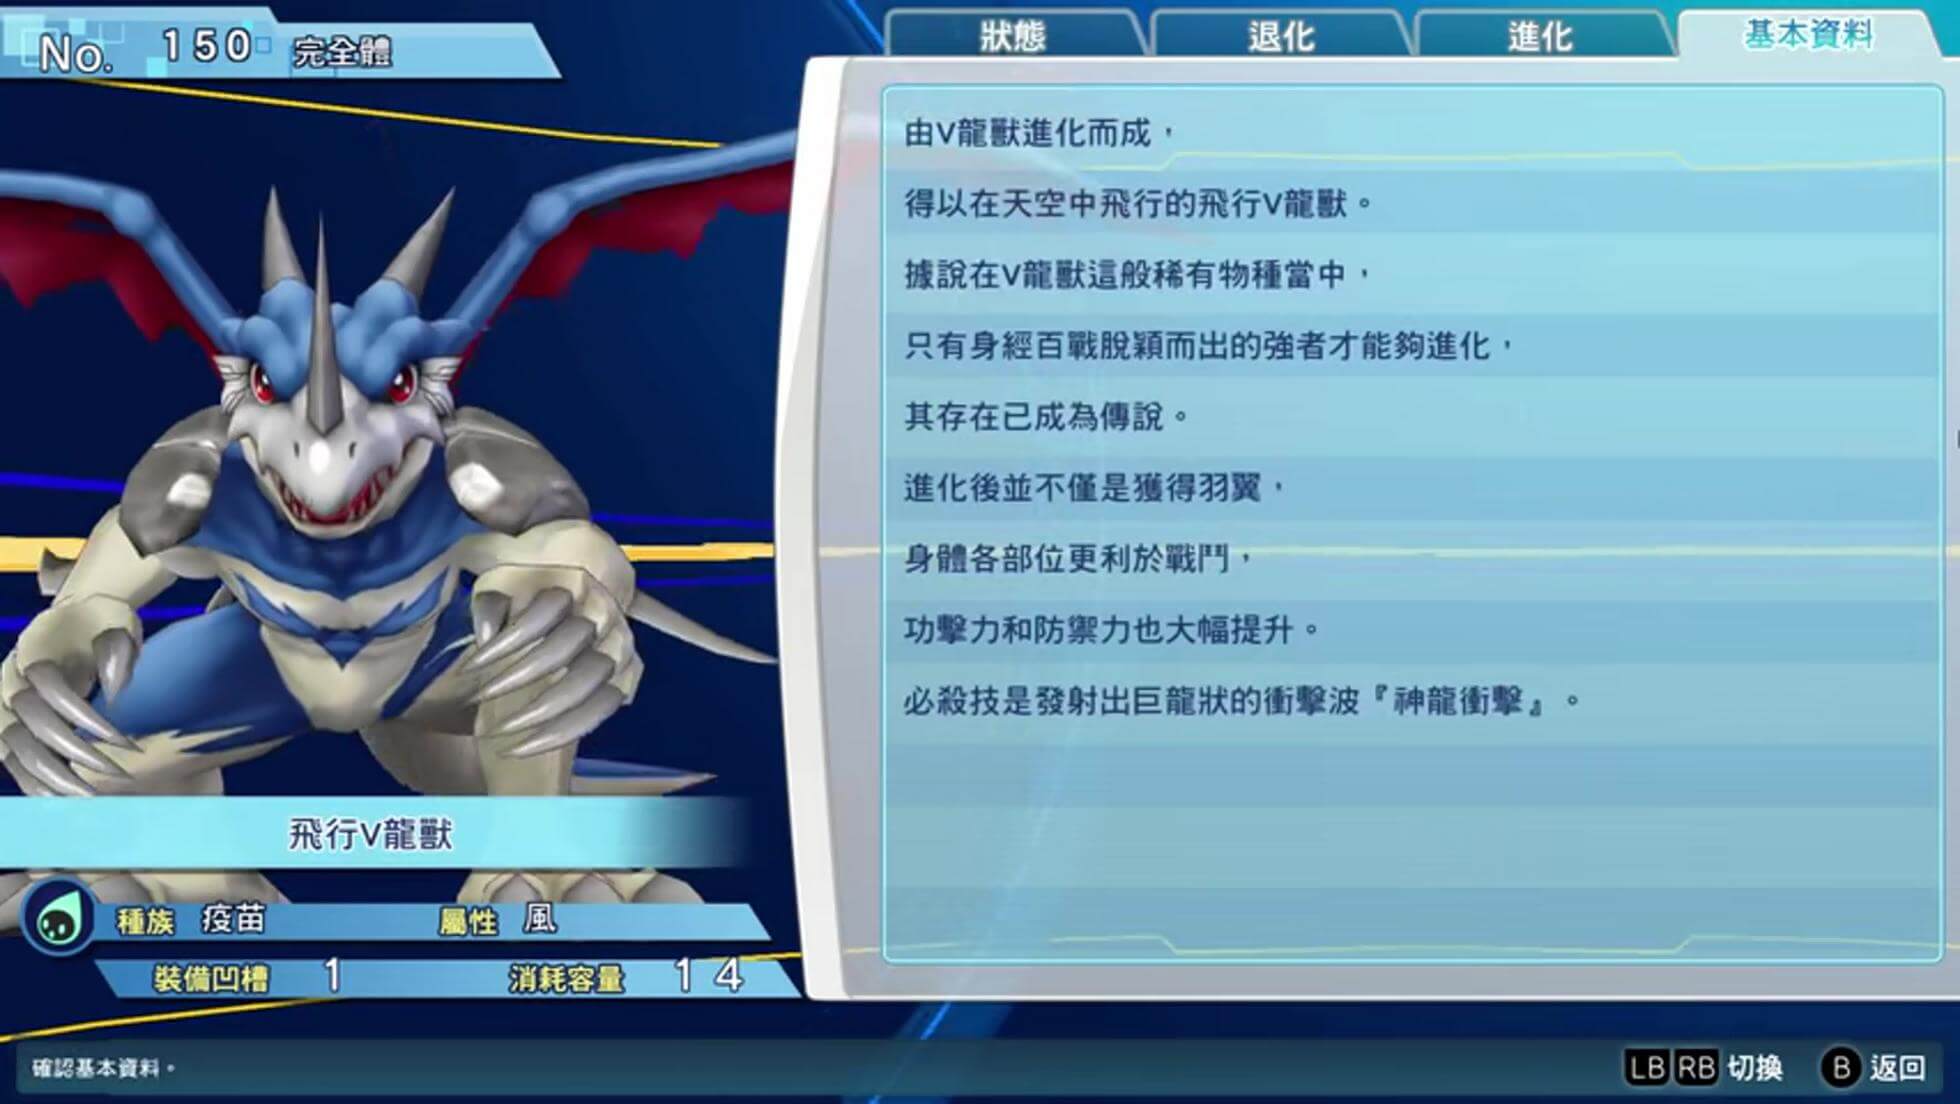 No. 150 完全體
狀態 退化 進化 基本資料
由V龍獸進化而成，
得以在天空中飛行的飛行V龍獸。
據說在V龍獸這般稀有物種當中，
只有身經百戰脫穎而出的強者才能夠進化，
其存在已成為傳說。
進化後並不僅是獲得羽翼，
身體各部位更利於戰鬥，
功擊力和防禦力也大幅提升。
必殺技是發射出巨龍狀的衝擊波『神龍衝擊』。
飛行V龍獸
種族 疫苗 屬性 風
裝備凹槽 1 消耗容量 14
確認基本資料。
LB RB 切換 B 返回